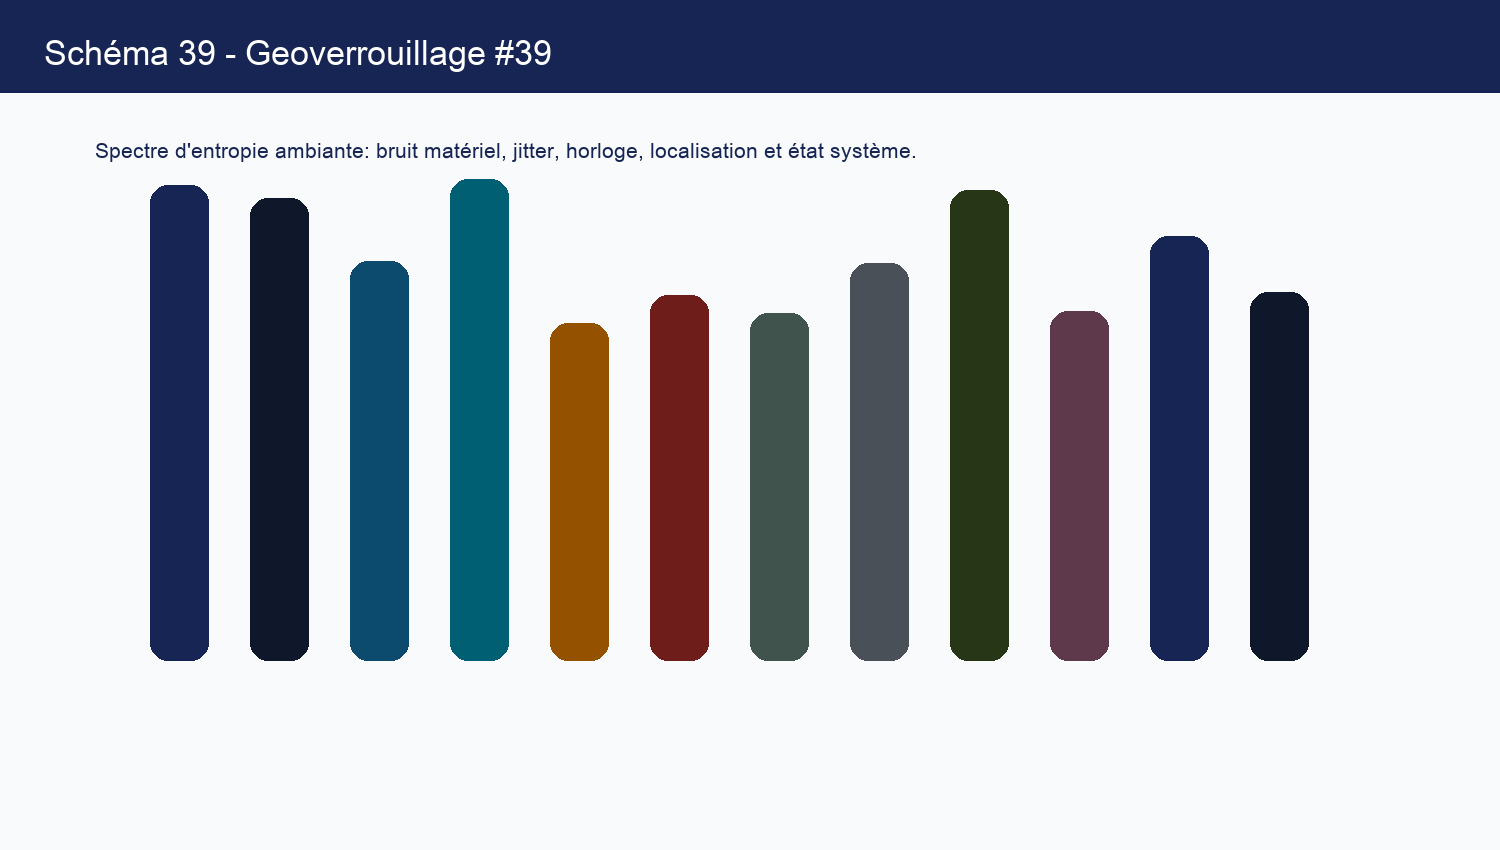 Schéma 39 - Geoverrouillage #39
Spectre d'entropie ambiante: bruit matériel, jitter, horloge, localisation et état système.